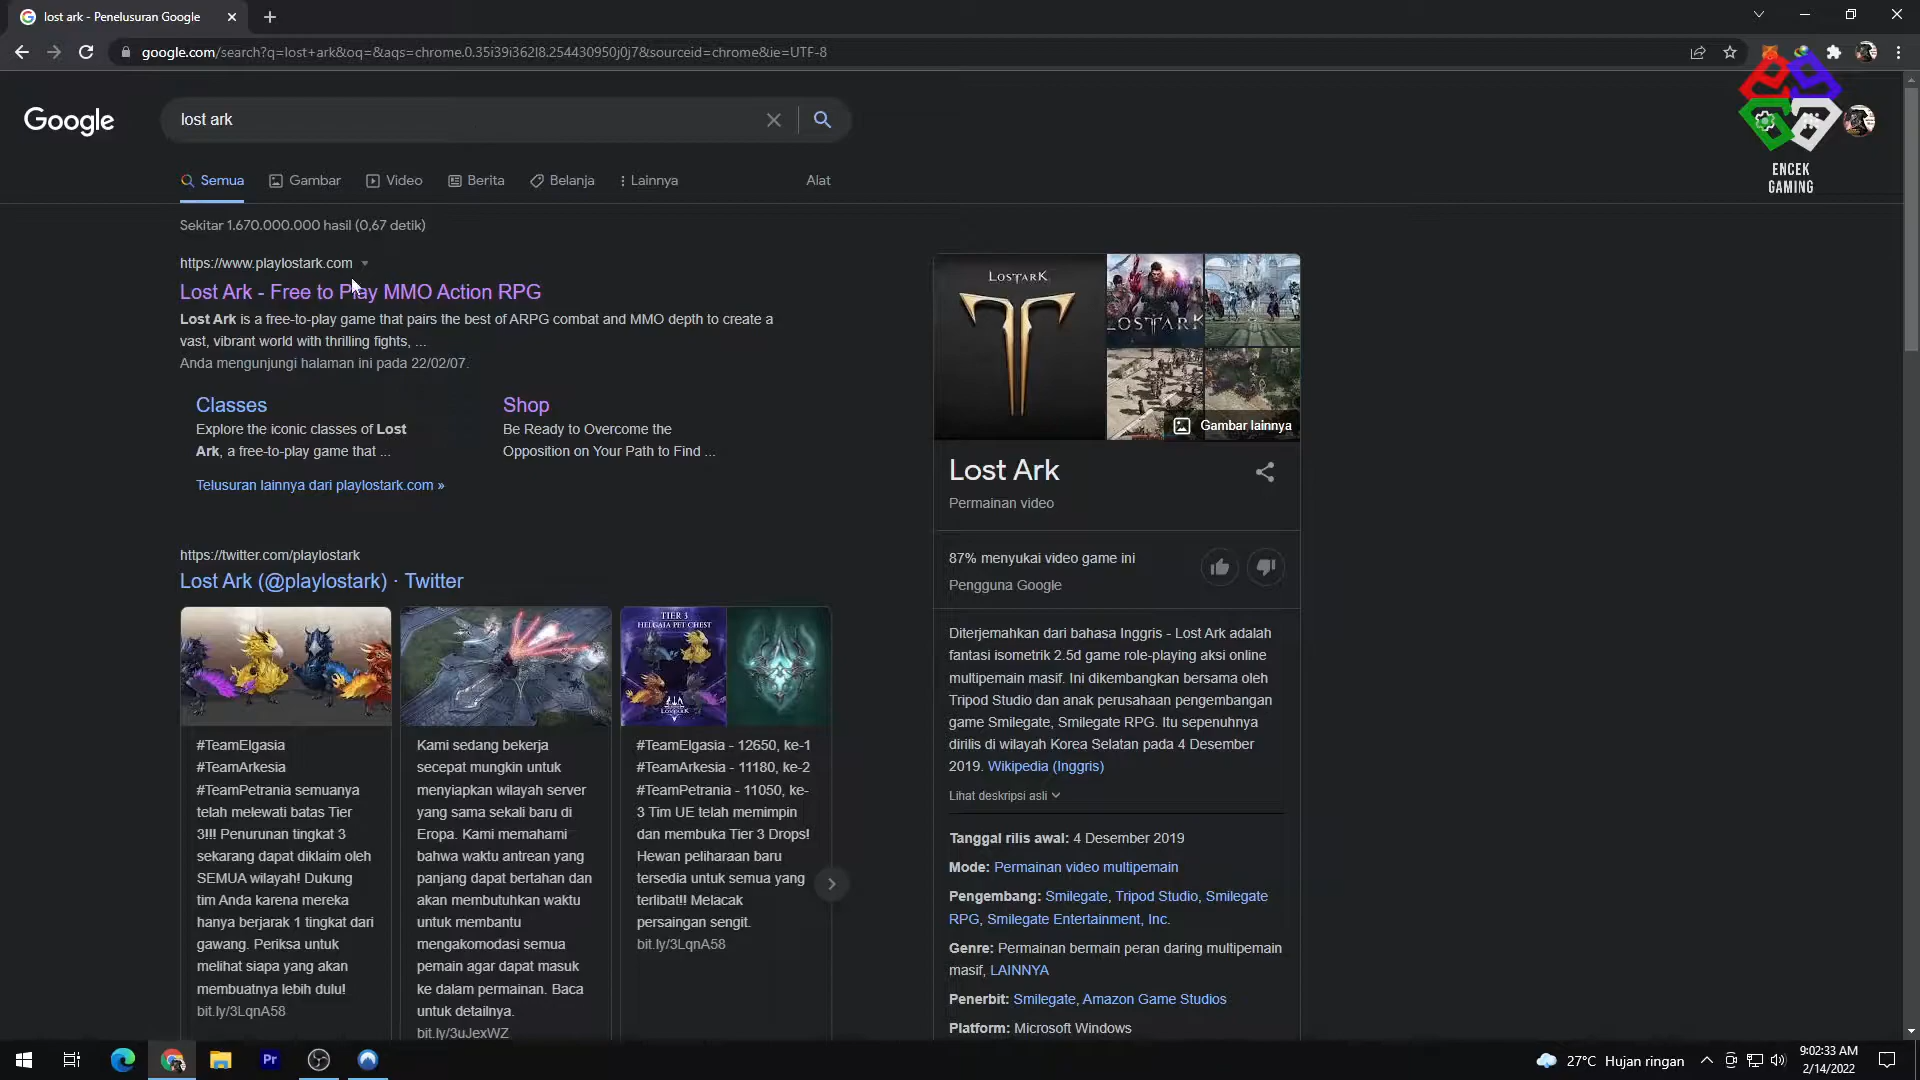 lost ark - Penelusuran Google
google.com/search?q=lost+ark&oq=&aqs=chrome.0.35i39i362l8.254430950j0j7&sourceid=chrome&ie=UTF-8
Google
lost ark
Semua
Gambar
Video
Berita
Belanja
Lainnya
Alat
ENCEK
GAMING
Sekitar 1.670.000.000 hasil (0,67 detik)
https://www.playlostark.com
Lost Ark - Free to Play MMO Action RPG
Lost Ark is a free-to-play game that pairs the best of ARPG combat and MMO depth to create a
vast, vibrant world with thrilling fights, ...
Anda mengunjungi halaman ini pada 22/02/07.
Classes
Explore the iconic classes of Lost
Ark, a free-to-play game that ...
Shop
Be Ready to Overcome the
Opposition on Your Path to Find ...
Telusuran lainnya dari playlostark.com »
https://twitter.com/playlostark
Lost Ark (@playlostark) · Twitter
TIER 3
HELGAIA PET CHEST
LOSTARK
#TeamElgasia
#TeamArkesia
#TeamPetrania semuanya
telah melewati batas Tier
3!!! Penurunan tingkat 3
sekarang dapat diklaim oleh
SEMUA wilayah! Dukung
tim Anda karena mereka
hanya berjarak 1 tingkat dari
gawang. Periksa untuk
melihat siapa yang akan
membuatnya lebih dulu!
bit.ly/3LqnA58
Kami sedang bekerja
secepat mungkin untuk
menyiapkan wilayah server
yang sama sekali baru di
Eropa. Kami memahami
bahwa waktu antrean yang
panjang dapat bertahan dan
akan membutuhkan waktu
untuk membantu
mengakomodasi semua
pemain agar dapat masuk
ke dalam permainan. Baca
untuk detailnya.
bit.ly/3uJexWZ
#TeamElgasia - 12650, ke-1
#TeamArkesia - 11180, ke-2
#TeamPetrania - 11050, ke-
3 Tim UE telah memimpin
dan membuka Tier 3 Drops!
Hewan peliharaan baru
tersedia untuk semua yang
terlibat!! Melacak
persaingan sengit.
bit.ly/3LqnA58
LOSTARK
LOSTARK
Gambar lainnya
Lost Ark
Permainan video
87% menyukai video game ini
Pengguna Google
Diterjemahkan dari bahasa Inggris - Lost Ark adalah
fantasi isometrik 2.5d game role-playing aksi online
multipemain masif. Ini dikembangkan bersama oleh
Tripod Studio dan anak perusahaan pengembangan
game Smilegate, Smilegate RPG. Itu sepenuhnya
dirilis di wilayah Korea Selatan pada 4 Desember
2019. Wikipedia (Inggris)
Lihat deskripsi asli
Tanggal rilis awal: 4 Desember 2019
Mode: Permainan video multipemain
Pengembang: Smilegate, Tripod Studio, Smilegate
RPG, Smilegate Entertainment, Inc.
Genre: Permainan bermain peran daring multipemain
masif, LAINNYA
Penerbit: Smilegate, Amazon Game Studios
Platform: Microsoft Windows
Pr
27°C Hujan ringan
9:02:33 AM
2/14/2022